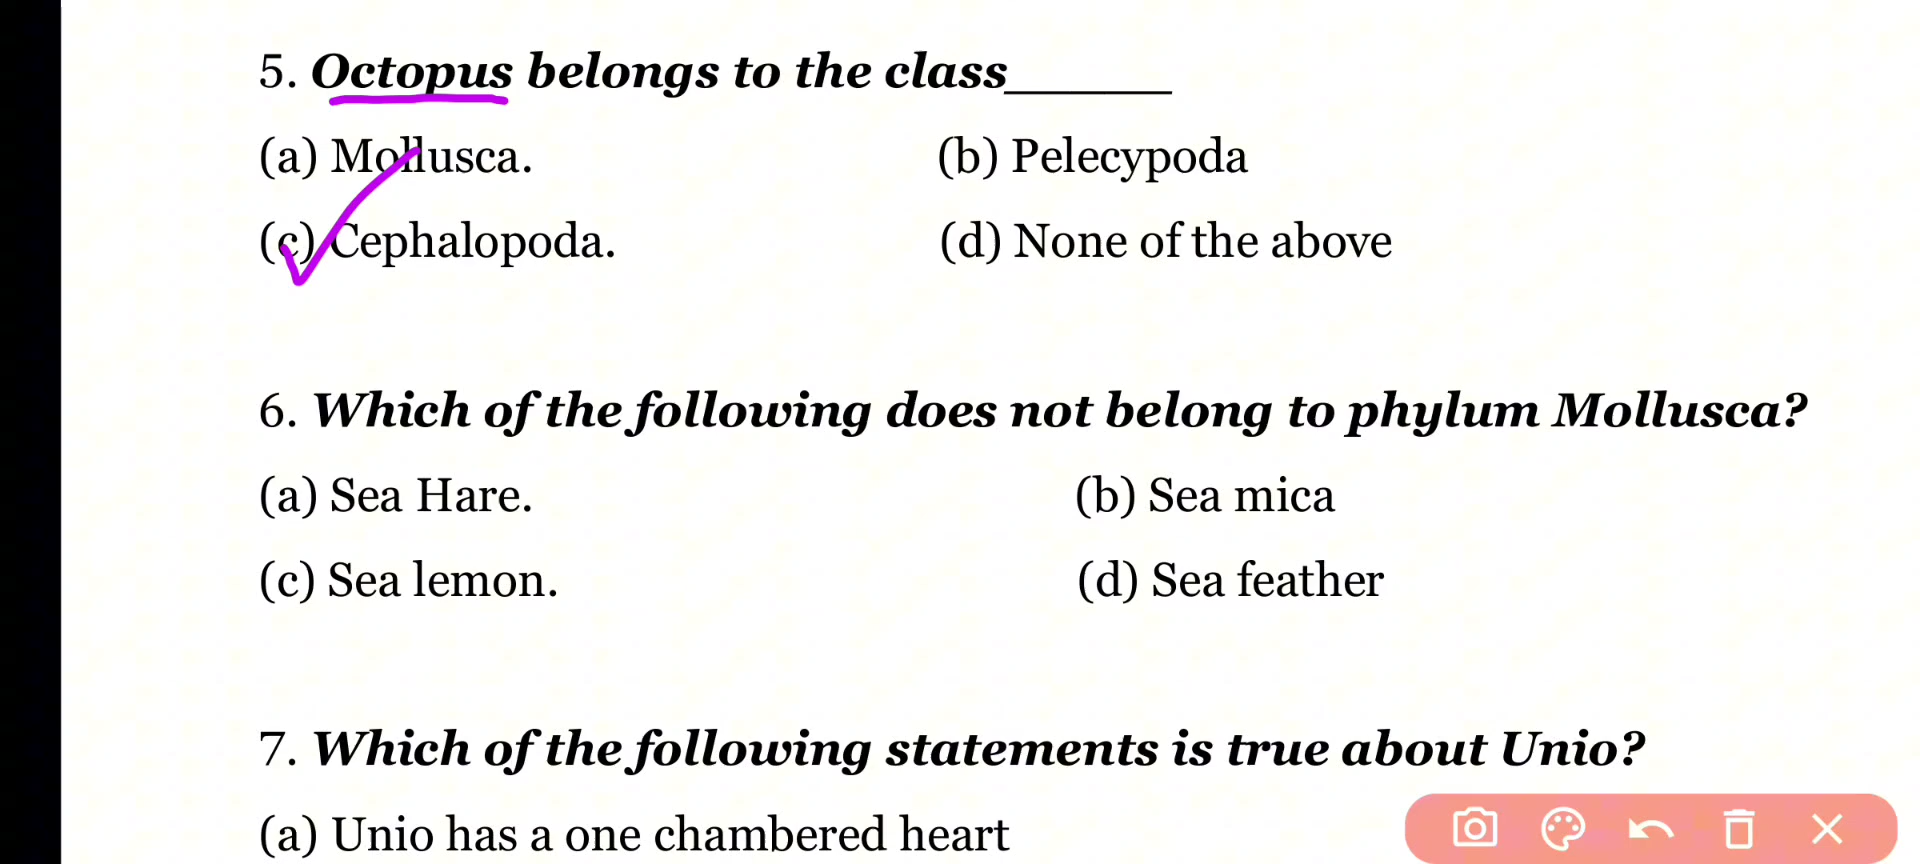 5. Octopus belongs to the class______
(a) Mollusca. (b) Pelecypoda
(c) Cephalopoda. (d) None of the above
6. Which of the following does not belong to phylum Mollusca?
(a) Sea Hare. (b) Sea mica
(c) Sea lemon. (d) Sea feather
7. Which of the following statements is true about Unio?
(a) Unio has a one chambered heart